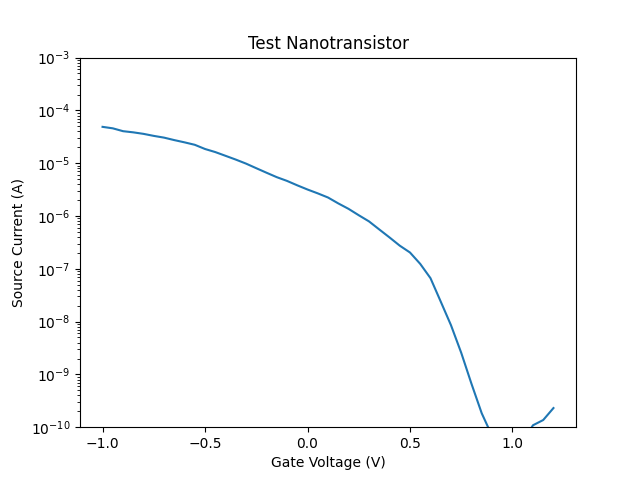 Test Nanotransistor
10⁻³
10⁻⁴
10⁻⁵
10⁻⁶
10⁻⁷
10⁻⁸
10⁻⁹
10⁻¹⁰
Source Current (A)
−1.0 −0.5 0.0 0.5 1.0
Gate Voltage (V)